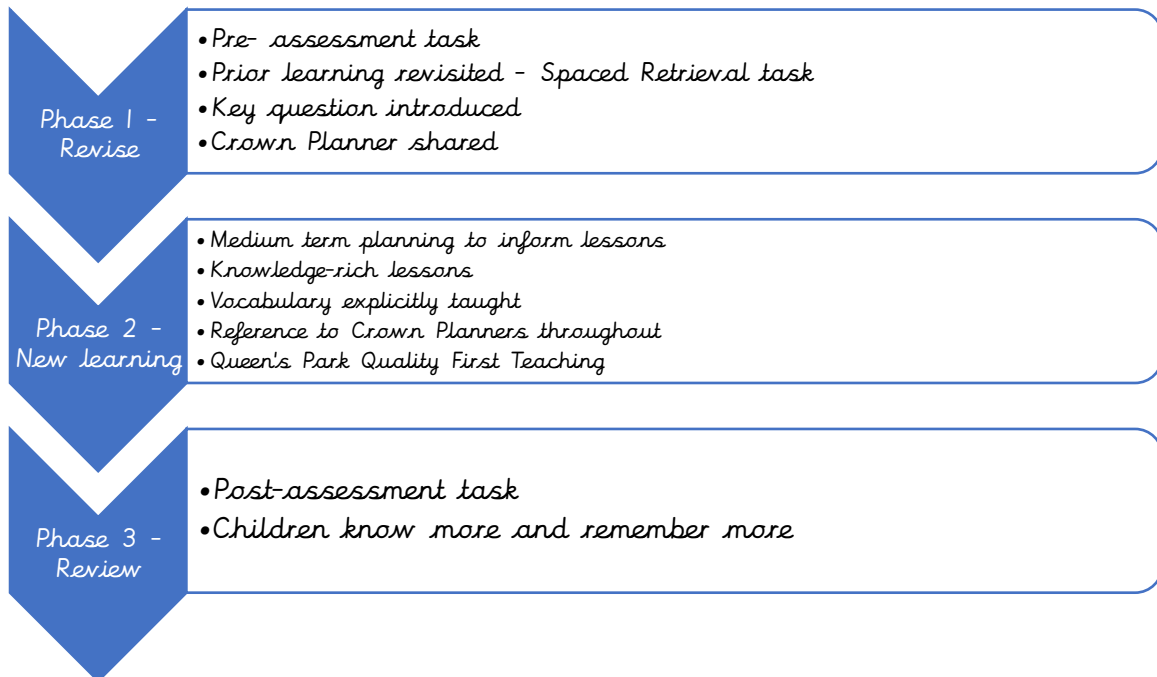 Phase 1 -
Revise
• Pre- assessment task
• Prior learning revisited - Spaced Retrieval task
• Key question introduced
• Crown Planner shared
Phase 2 -
New learning
• Medium term planning to inform lessons
• Knowledge-rich lessons
• Vocabulary explicitly taught
• Reference to Crown Planners throughout
• Queen's Park Quality First Teaching
Phase 3 -
Review
• Post-assessment task
• Children know more and remember more